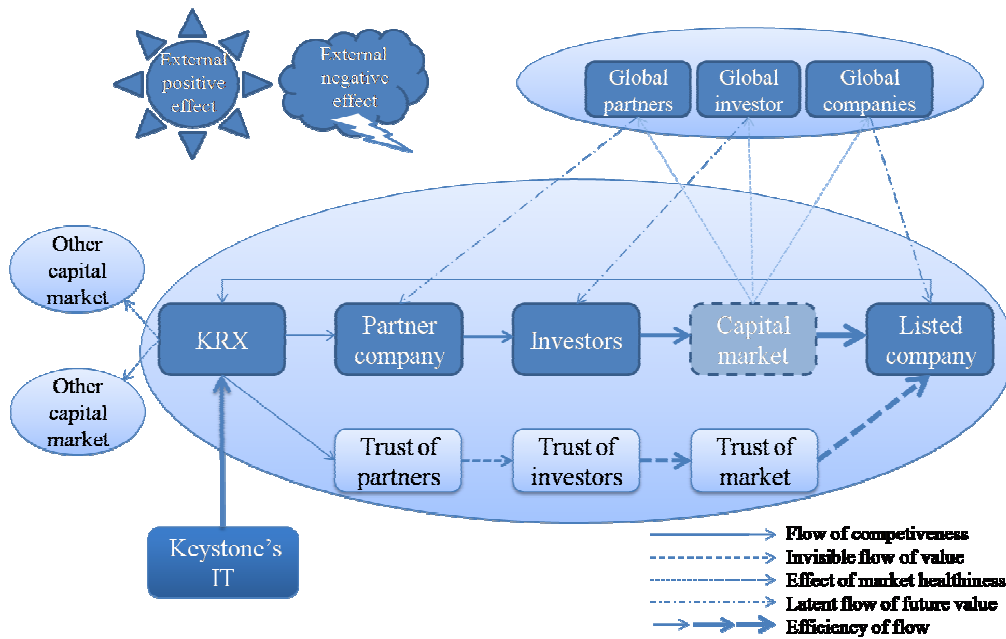 External
positive
effect
External
negative
effect
Global
partners
Global
investor
Global
companies
Other
capital
market
KRX
Partner
company
Investors
Capital
market
Listed
company
Other
capital
market
Trust of
partners
Trust of
investors
Trust of
market
Keystone's
IT
Flow of competiveness
Invisible flow of value
Effect of market healthiness
Latent flow of future value
Efficiency of flow